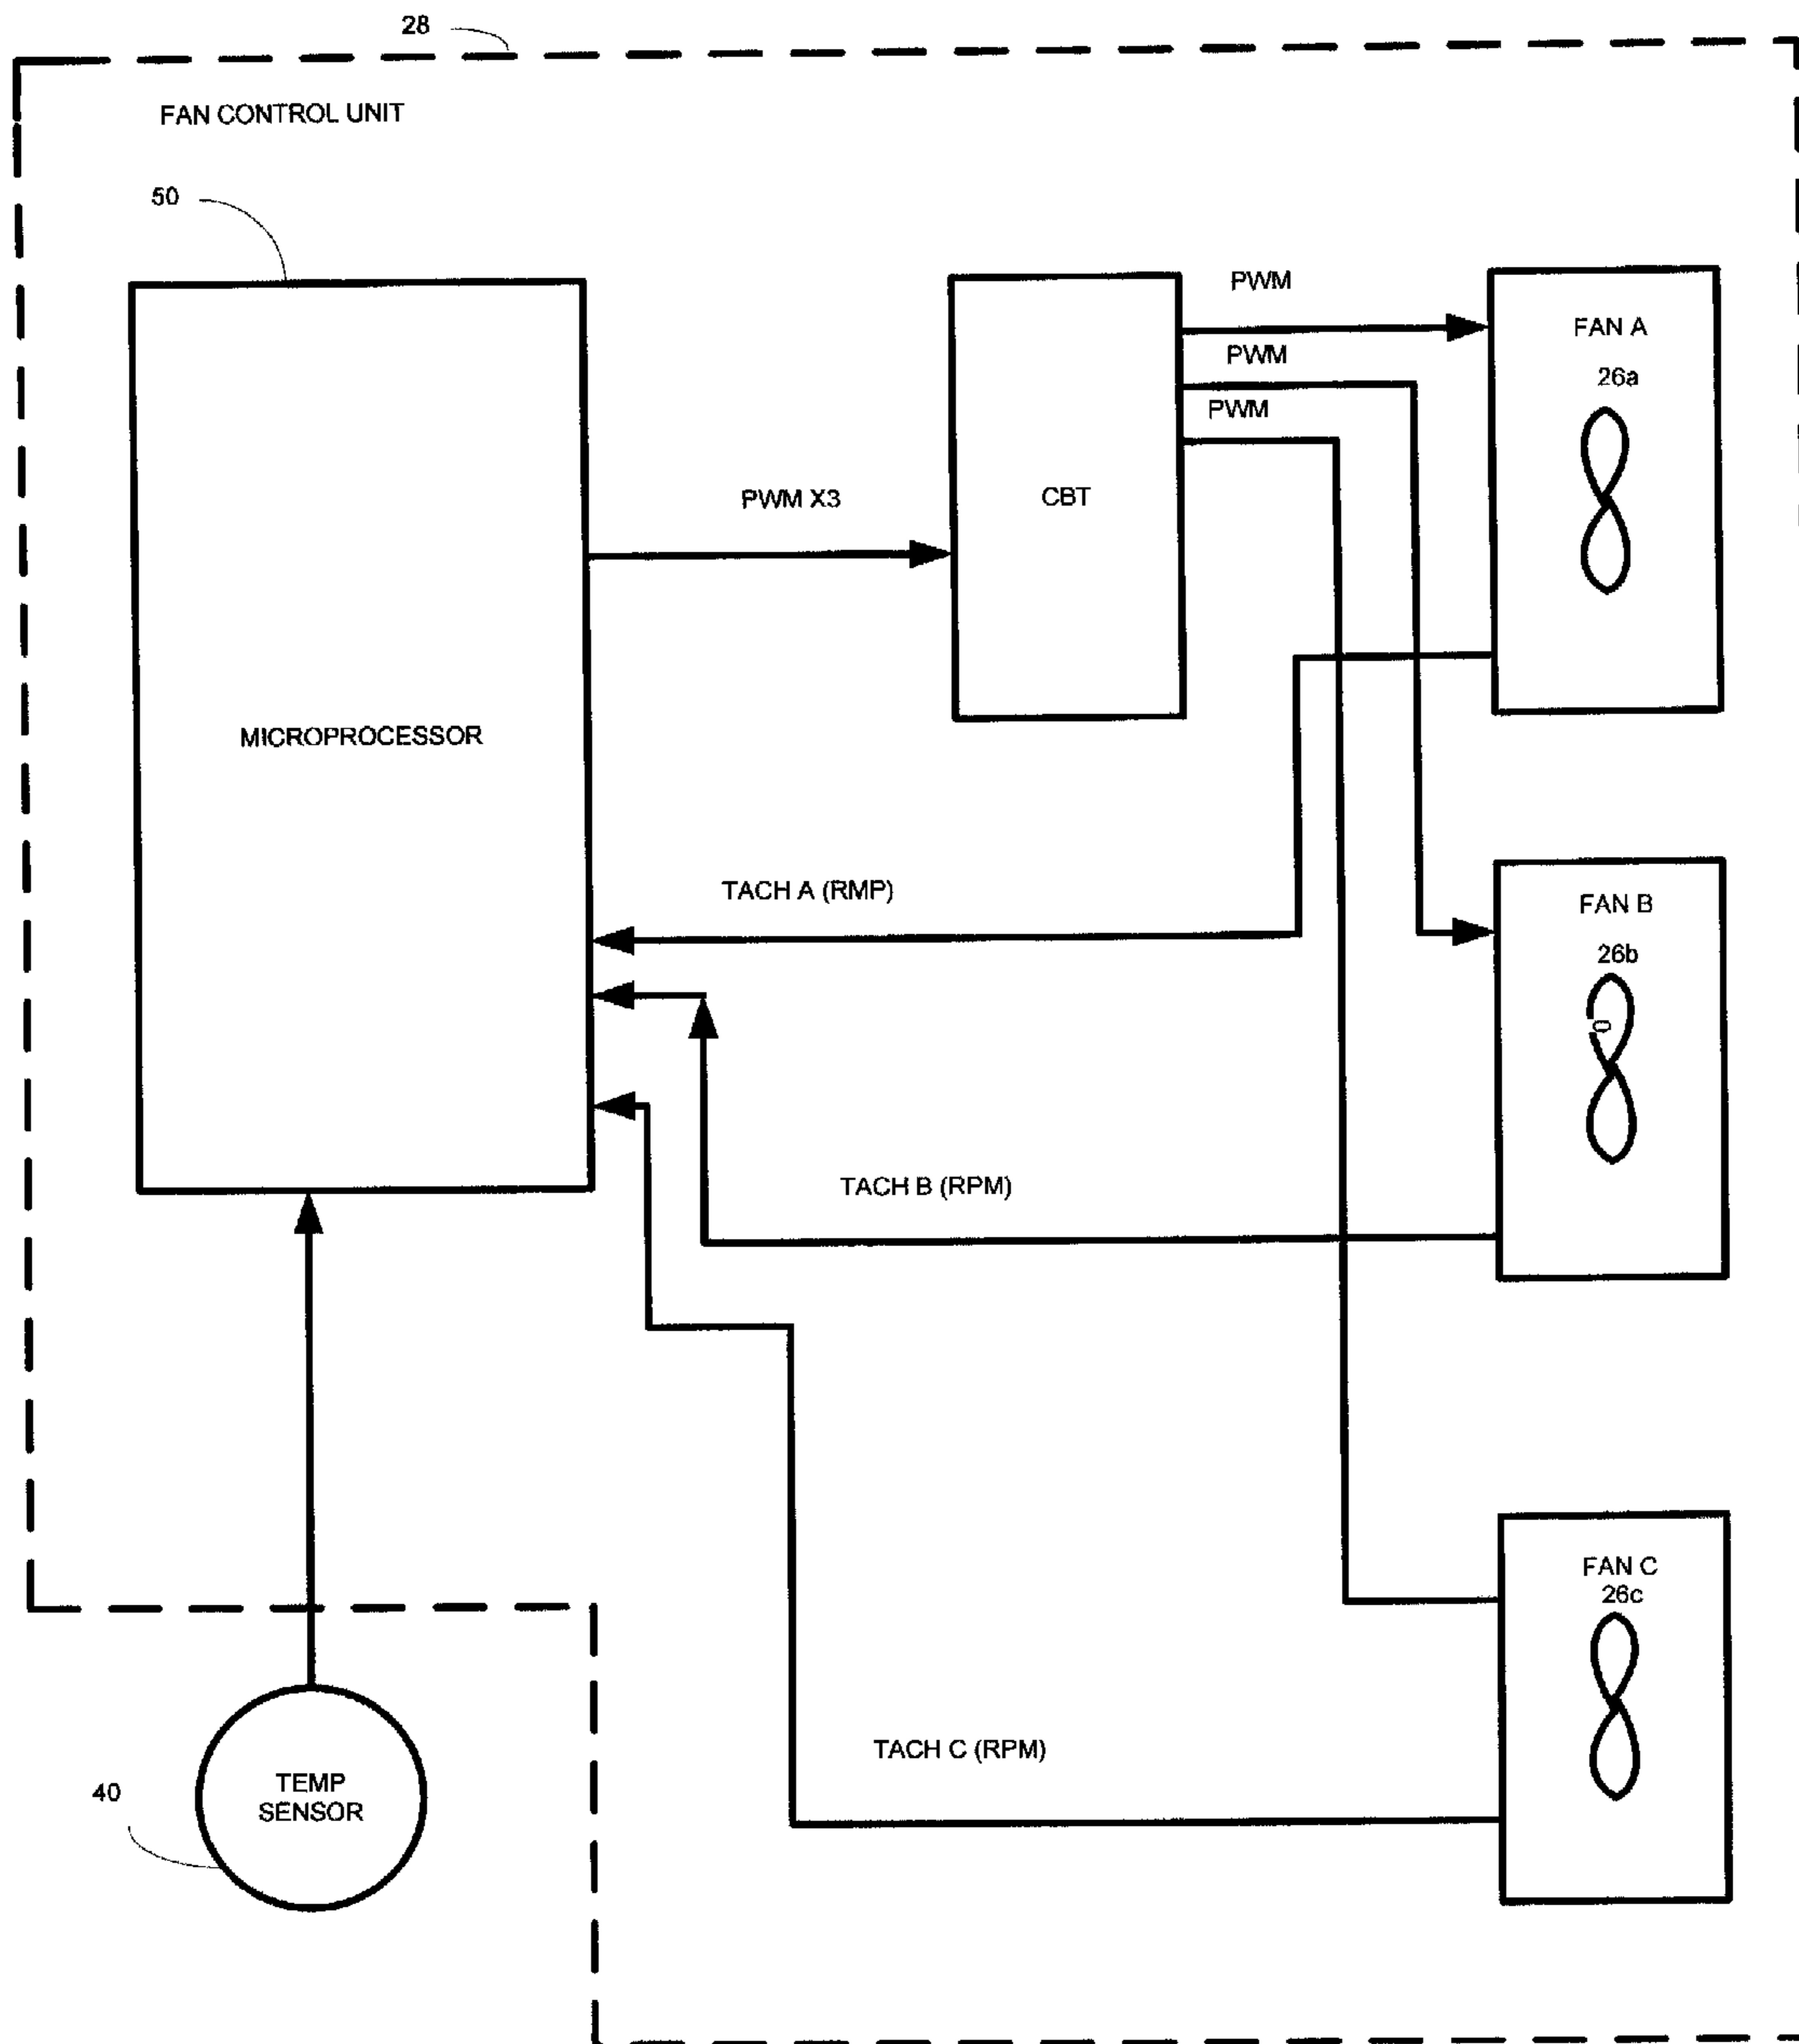 28
FAN CONTROL UNIT
50
PWM
FAN A
PWM
26a
PWM
PWM X3
CBT
MICROPROCESSOR
TACH A (RMP)
FAN B
26b
0
TACH B (RPM)
FAN C
26c
TACH C (RPM)
TEMP
SENSOR
40